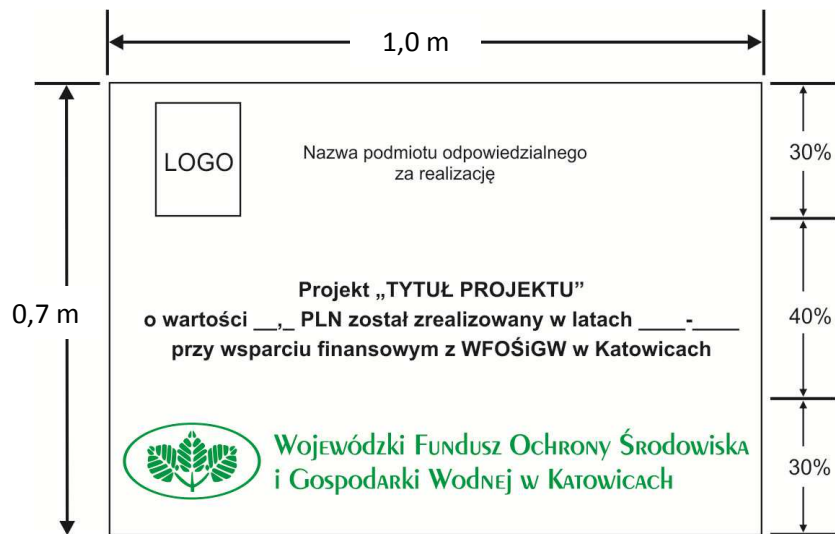 1,0 m
LOGO
Nazwa podmiotu odpowiedzialnego
za realizację
30%
Projekt „TYTUŁ PROJEKTU”
o wartości __,_ PLN został zrealizowany w latach ____-____
przy wsparciu finansowym z WFOŚiGW w Katowicach
0,7 m
40%
Wojewódzki Fundusz Ochrony Środowiska
i Gospodarki Wodnej w Katowicach
30%